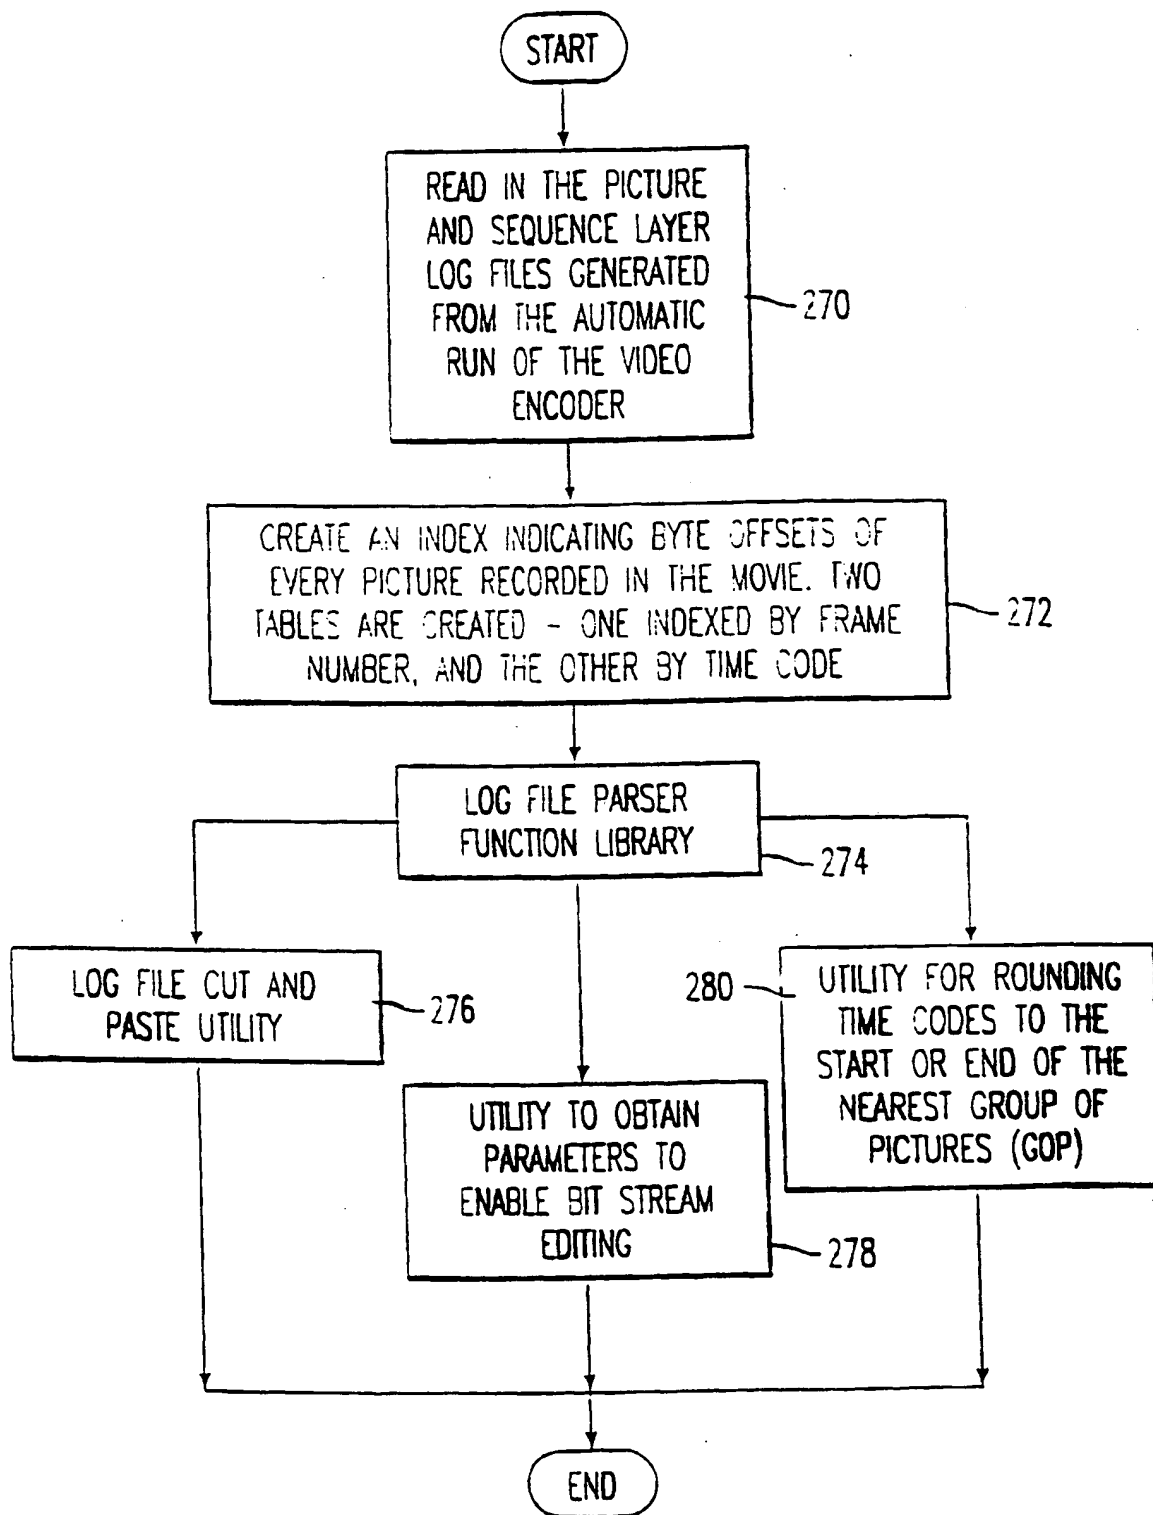 START
READ IN THE PICTURE
AND SEQUENCE LAYER
LOG FILES GENERATED
FROM THE AUTOMATIC
RUN OF THE VIDEO
ENCODER
270
CREATE AN INDEX INDICATING BYTE OFFSETS OF
EVERY PICTURE RECORDED IN THE MOVIE. TWO
TABLES ARE CREATED - ONE INDEXED BY FRAME
NUMBER, AND THE OTHER BY TIME CODE
272
LOG FILE PARSER
FUNCTION LIBRARY
274
LOG FILE CUT AND
PASTE UTILITY
276
UTILITY TO OBTAIN
PARAMETERS TO
ENABLE BIT STREAM
EDITING
278
280
UTILITY FOR ROUNDING
TIME CODES TO THE
START OR END OF THE
NEAREST GROUP OF
PICTURES (GOP)
END